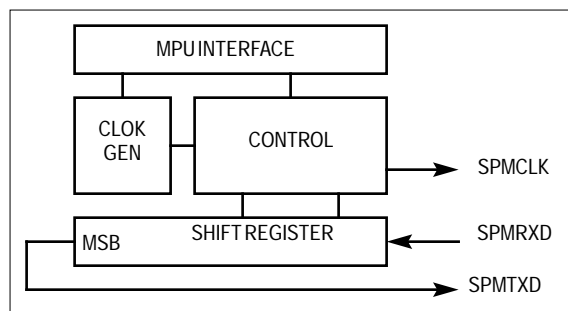 MPU INTERFACE
CLOK
GEN
CONTROL
SPMCLK
MSB
SHIFT REGISTER
SPMRXD
SPMTXD